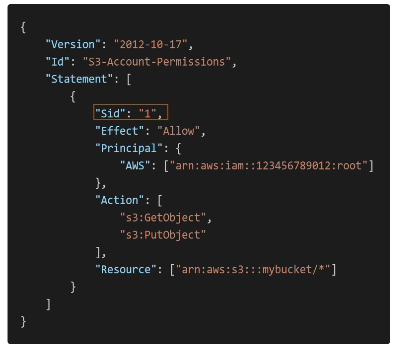 {
    "Version": "2012-10-17",
    "Id": "S3-Account-Permissions",
    "Statement": [
        {
            "Sid": "1",
            "Effect": "Allow",
            "Principal": {
                "AWS": ["arn:aws:iam::123456789012:root"]
            },
            "Action": [
                "s3:GetObject",
                "s3:PutObject"
            ],
            "Resource": ["arn:aws:s3:::mybucket/*"]
        }
    ]
}